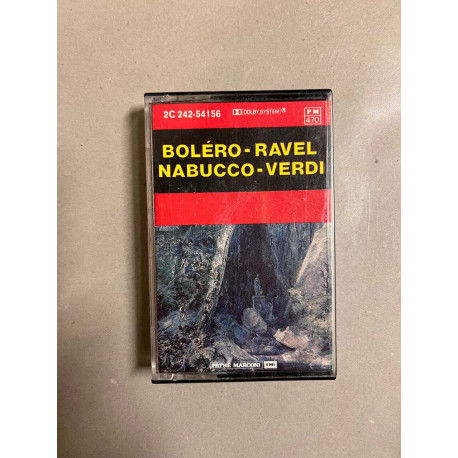 2C 242-54156 DOLBY SYSTEM® PM
470
BOLÉRO-RAVEL
NABUCCO-VERDI
PATHÉ MARCONI EMI